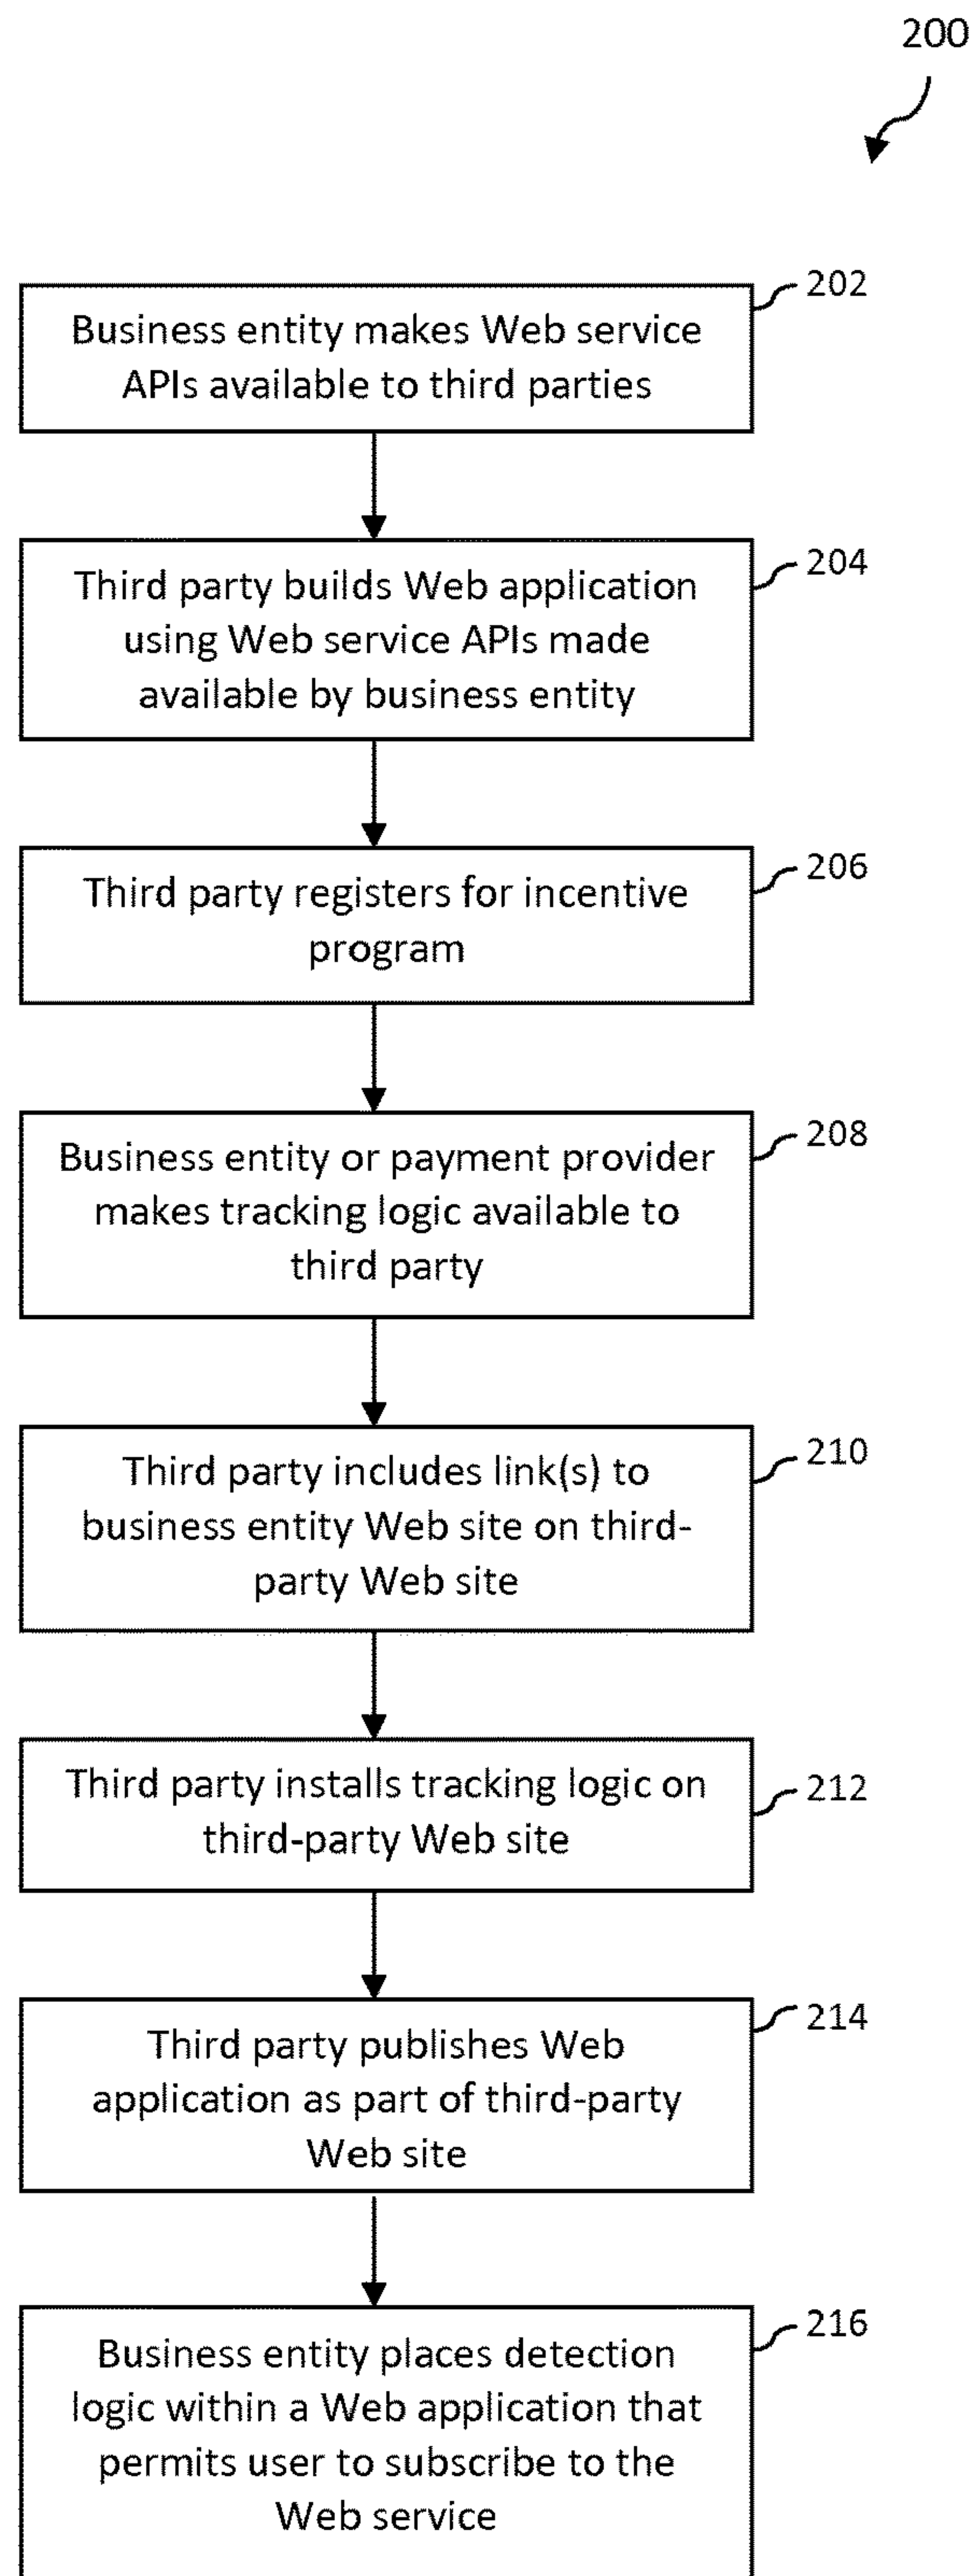 200
202
Business entity makes Web service
APIs available to third parties
204
Third party builds Web application
using Web service APIs made
available by business entity
206
Third party registers for incentive
program
208
Business entity or payment provider
makes tracking logic available to
third party
210
Third party includes link(s) to
business entity Web site on third-
party Web site
212
Third party installs tracking logic on
third-party Web site
214
Third party publishes Web
application as part of third-party
Web site
216
Business entity places detection
logic within a Web application that
permits user to subscribe to the
Web service